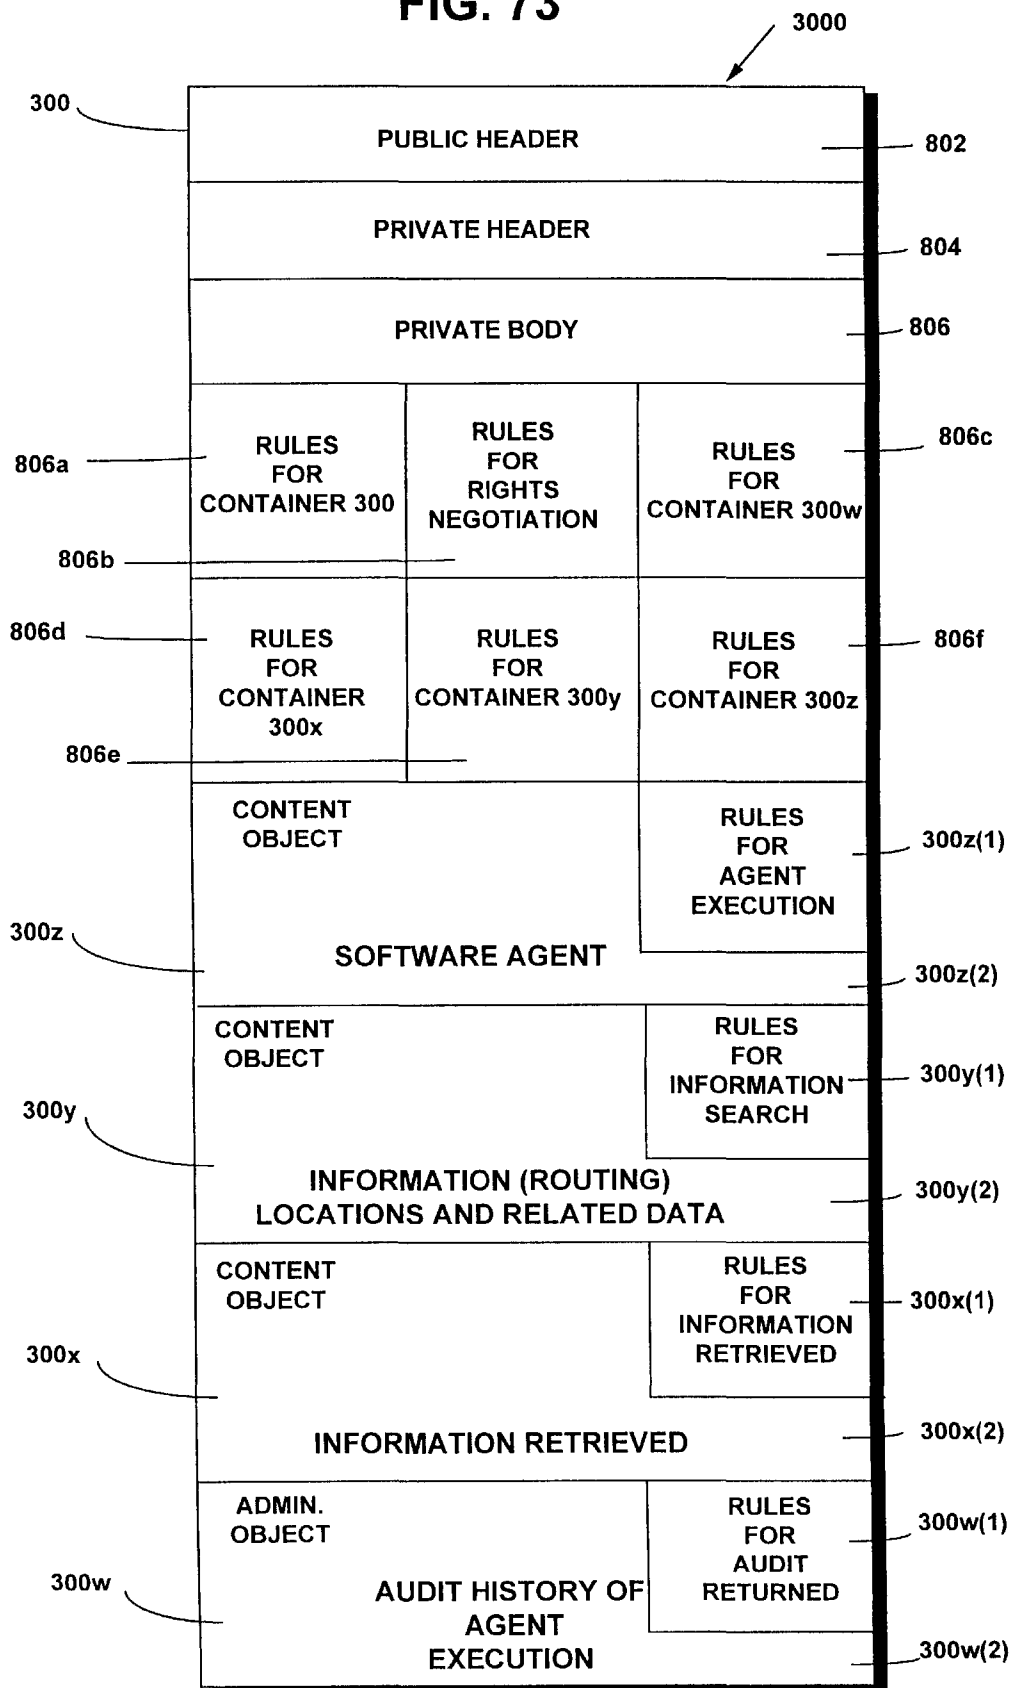 FIG. 73
3000
300
PUBLIC HEADER
802
PRIVATE HEADER
804
PRIVATE BODY
806
806a
RULES
FOR
CONTAINER 300
806b
RULES
FOR
RIGHTS
NEGOTIATION
RULES
FOR
CONTAINER 300w
806c
806d
RULES
FOR
CONTAINER
300x
806e
RULES
FOR
CONTAINER 300y
RULES
FOR
CONTAINER 300z
806f
CONTENT
OBJECT
RULES
FOR
AGENT
EXECUTION
300z(1)
300z
SOFTWARE AGENT
300z(2)
CONTENT
OBJECT
RULES
FOR
INFORMATION
SEARCH
300y(1)
300y
INFORMATION (ROUTING)
LOCATIONS AND RELATED DATA
300y(2)
CONTENT
OBJECT
RULES
FOR
INFORMATION
RETRIEVED
300x(1)
300x
INFORMATION RETRIEVED
300x(2)
ADMIN.
OBJECT
RULES
FOR
AUDIT
RETURNED
300w(1)
300w
AUDIT HISTORY OF
AGENT
EXECUTION
300w(2)